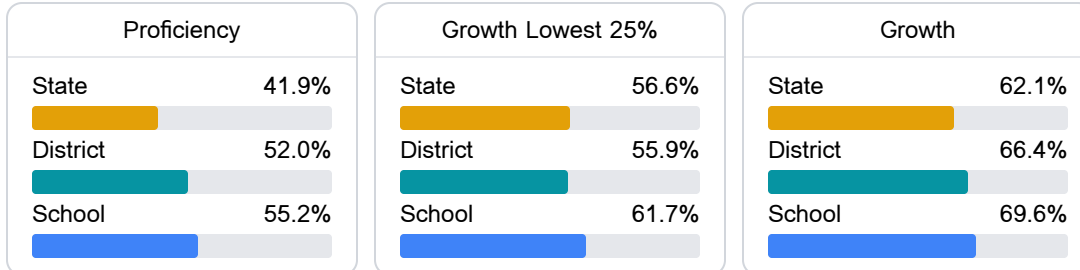 Proficiency
State 41.9%
District 52.0%
School 55.2%
Growth Lowest 25%
State 56.6%
District 55.9%
School 61.7%
Growth
State 62.1%
District 66.4%
School 69.6%